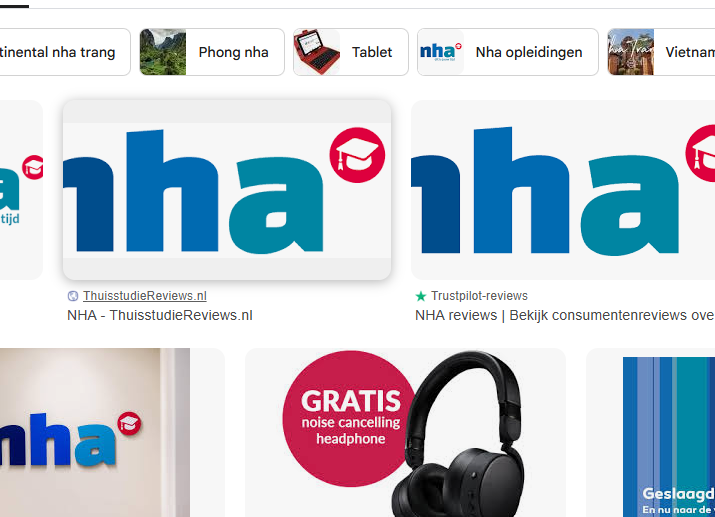 tinental nha trang
Phong nha
Tablet
nha
Nha opleidingen
Vietnam
a
tijd
nha
nha
ThuisstudieReviews.nl
NHA - ThuisstudieReviews.nl
Trustpilot-reviews
NHA reviews | Bekijk consumentenreviews ove
nha
GRATIS
noise cancelling
headphone
Geslaagd
En nu naar de